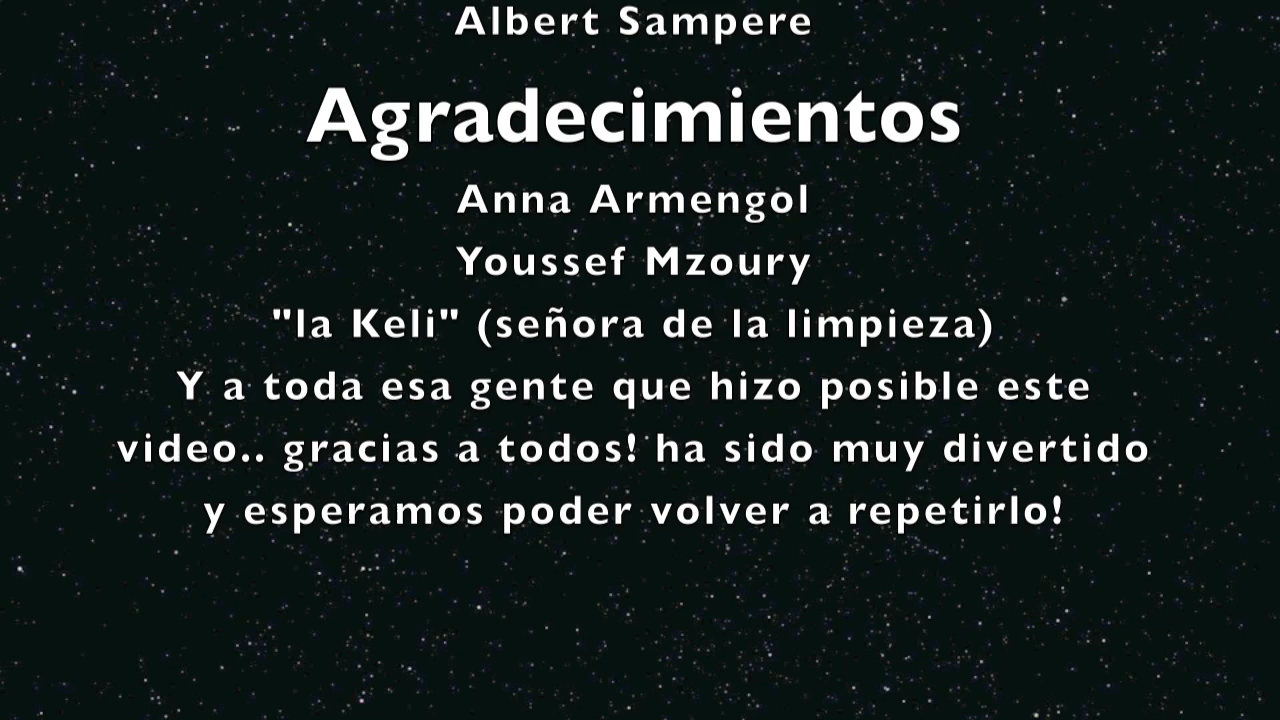 Albert Sampere
Agradecimientos
Anna Armengol
Youssef Mzoury
"la Keli" (señora de la limpieza)
Y a toda esa gente que hizo posible este
video.. gracias a todos! ha sido muy divertido
y esperamos poder volver a repetirlo!